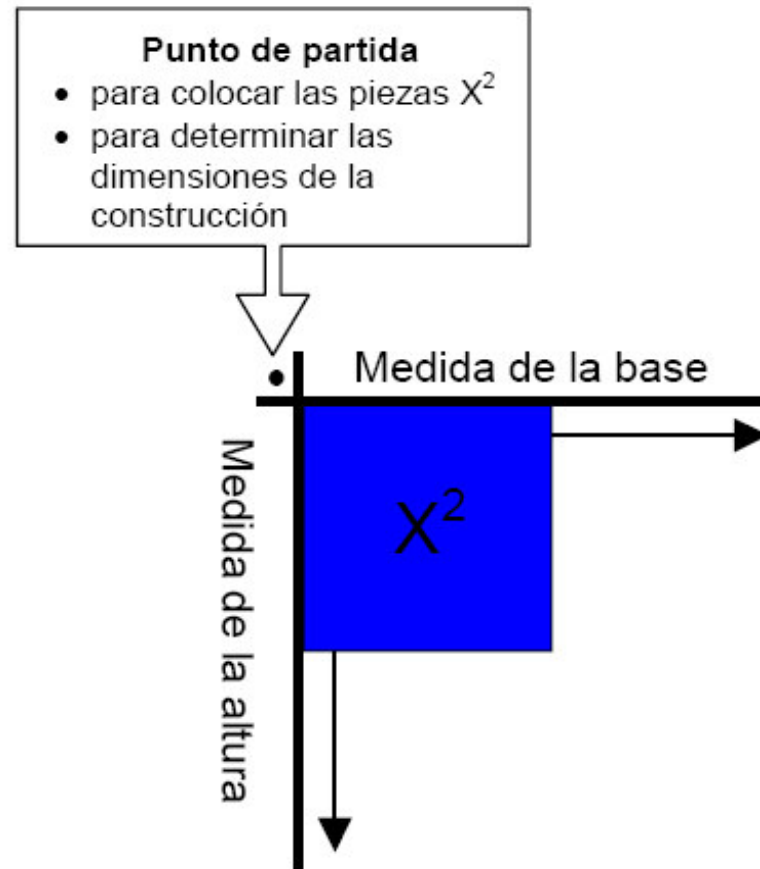 Punto de partida
• para colocar las piezas X²
• para determinar las
dimensiones de la
construcción
Medida de la base
Medida de la altura
X²